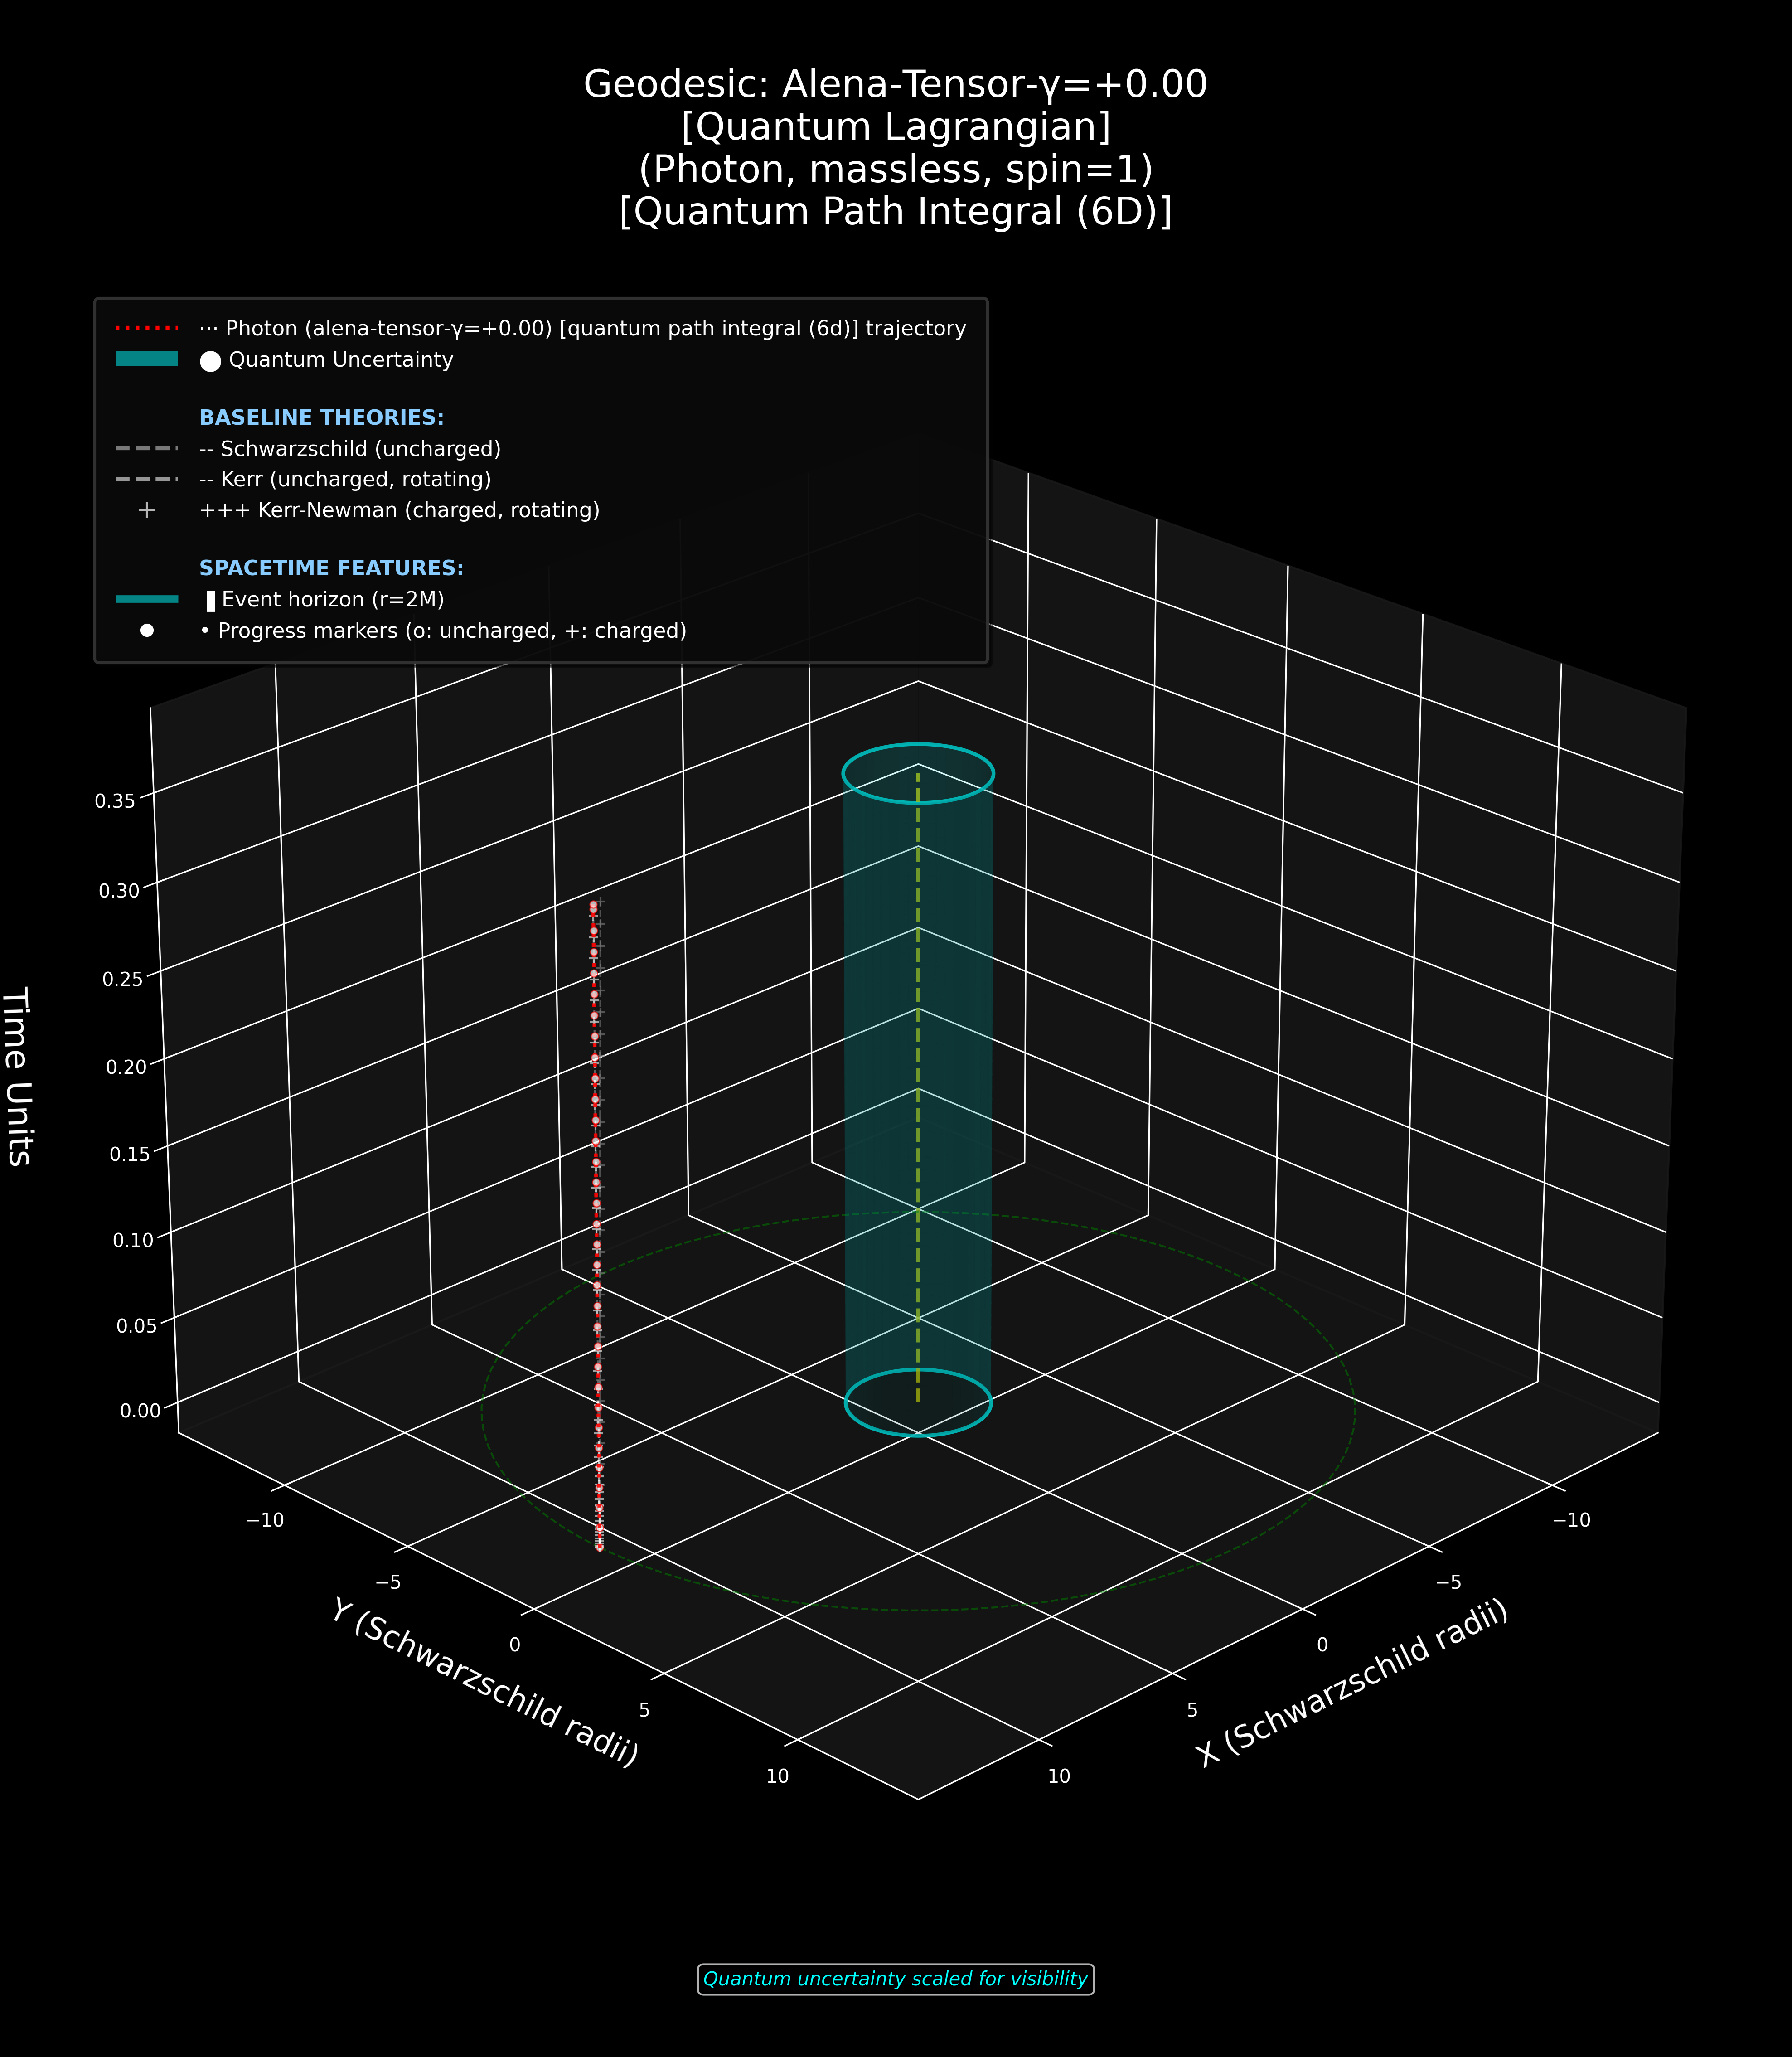 Geodesic: Alena-Tensor-γ=+0.00
[Quantum Lagrangian]
(Photon, massless, spin=1)
[Quantum Path Integral (6D)]
··· Photon (alena-tensor-γ=+0.00) [quantum path integral (6d)] trajectory
⬤ Quantum Uncertainty
BASELINE THEORIES:
-- Schwarzschild (uncharged)
-- Kerr (uncharged, rotating)
+++ Kerr-Newman (charged, rotating)
SPACETIME FEATURES:
▐ Event horizon (r=2M)
• Progress markers (o: uncharged, +: charged)
0.35
0.30
0.25
0.20
0.15
0.10
0.05
0.00
Time Units
−10
−5
0
5
10
Y (Schwarzschild radii)
−10
−5
0
5
10
X (Schwarzschild radii)
Quantum uncertainty scaled for visibility